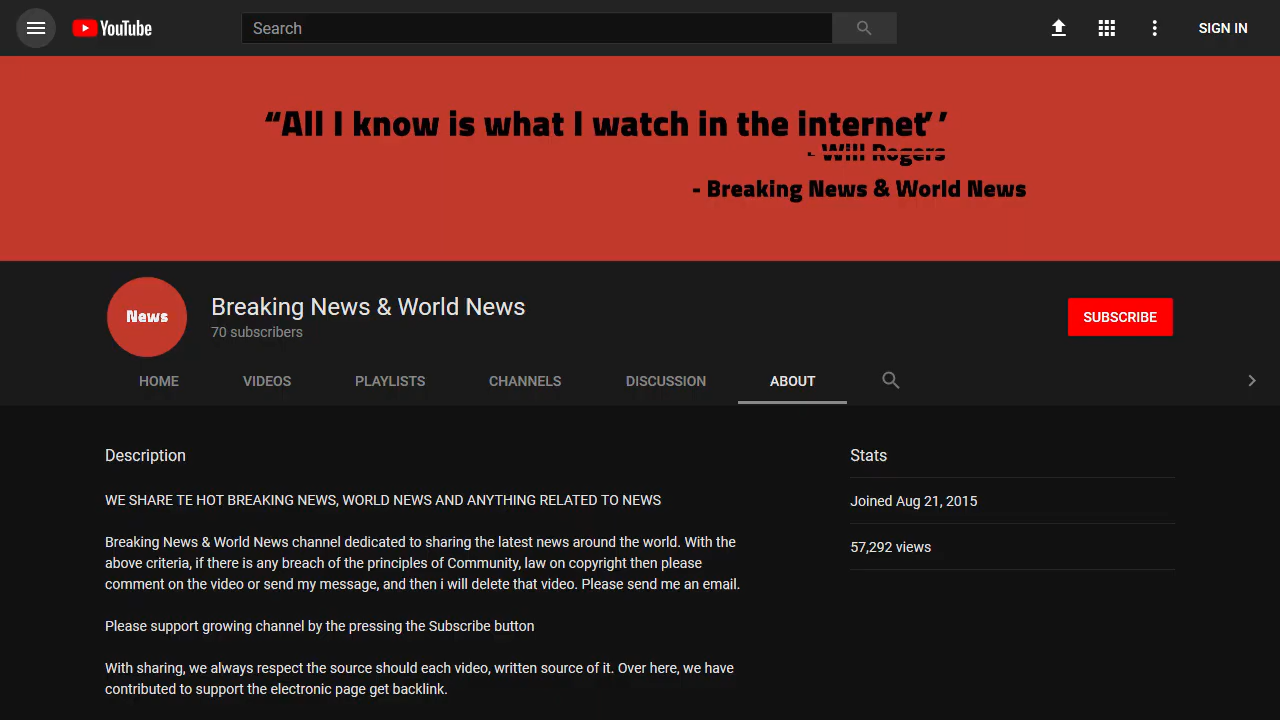 YouTube
Search
SIGN IN
“All I know is what I watch in the internet’’
- Will Rogers
- Breaking News & World News
News
Breaking News & World News
70 subscribers
SUBSCRIBE
HOME VIDEOS PLAYLISTS CHANNELS DISCUSSION ABOUT
Description
WE SHARE TE HOT BREAKING NEWS, WORLD NEWS AND ANYTHING RELATED TO NEWS
Breaking News & World News channel dedicated to sharing the latest news around the world. With the
above criteria, if there is any breach of the principles of Community, law on copyright then please
comment on the video or send my message, and then i will delete that video. Please send me an email.
Please support growing channel by the pressing the Subscribe button
With sharing, we always respect the source should each video, written source of it. Over here, we have
contributed to support the electronic page get backlink.
Stats
Joined Aug 21, 2015
57,292 views